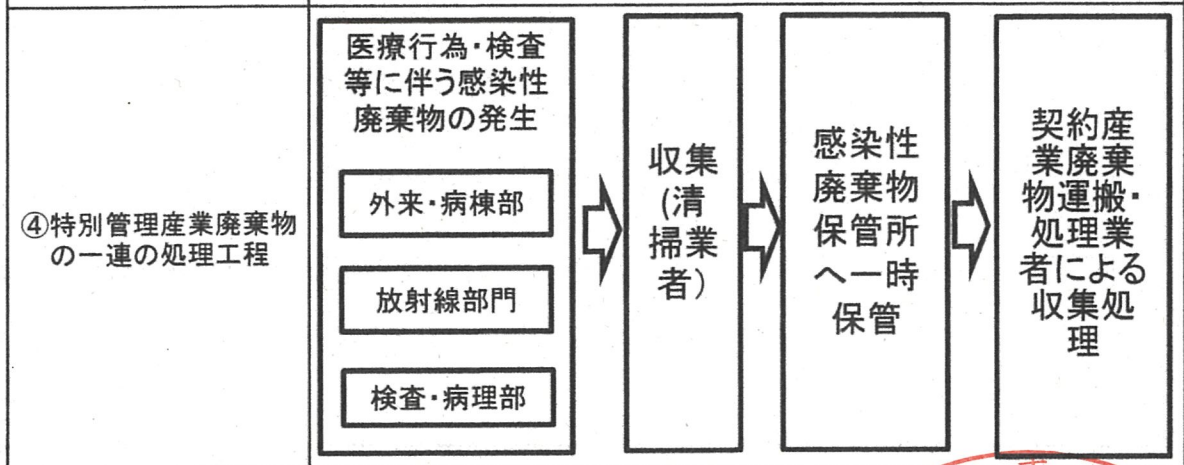 ④特別管理産業廃棄物
の一連の処理工程
医療行為・検査
等に伴う感染性
廃棄物の発生
外来・病棟部
放射線部門
検査・病理部
収集
(清
掃業
者)
感染性
廃棄物
保管所
へ一時
保管
契約産
業廃棄
物運搬・
処理業
者による
収集処
理